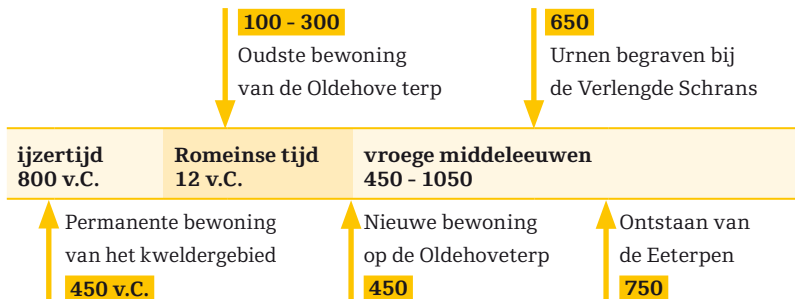 100 - 300
Oudste bewoning
van de Oldehove terp
650
Urnen begraven bij
de Verlengde Schrans
ijzertijd
800 v.C.
Romeinse tijd
12 v.C.
vroege middeleeuwen
450 - 1050
Permanente bewoning
van het kweldergebied
450 v.C.
Nieuwe bewoning
op de Oldehoveterp
450
Ontstaan van
de Eeterpen
750